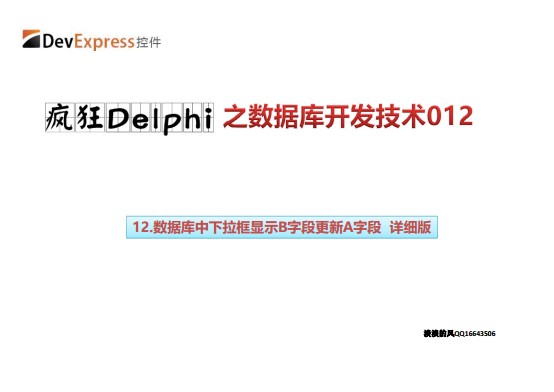 DevExpress控件
疯狂Delphi 之数据库开发技术012
12.数据库中下拉框显示B字段更新A字段 详细版
淡淡的风QQ16643506